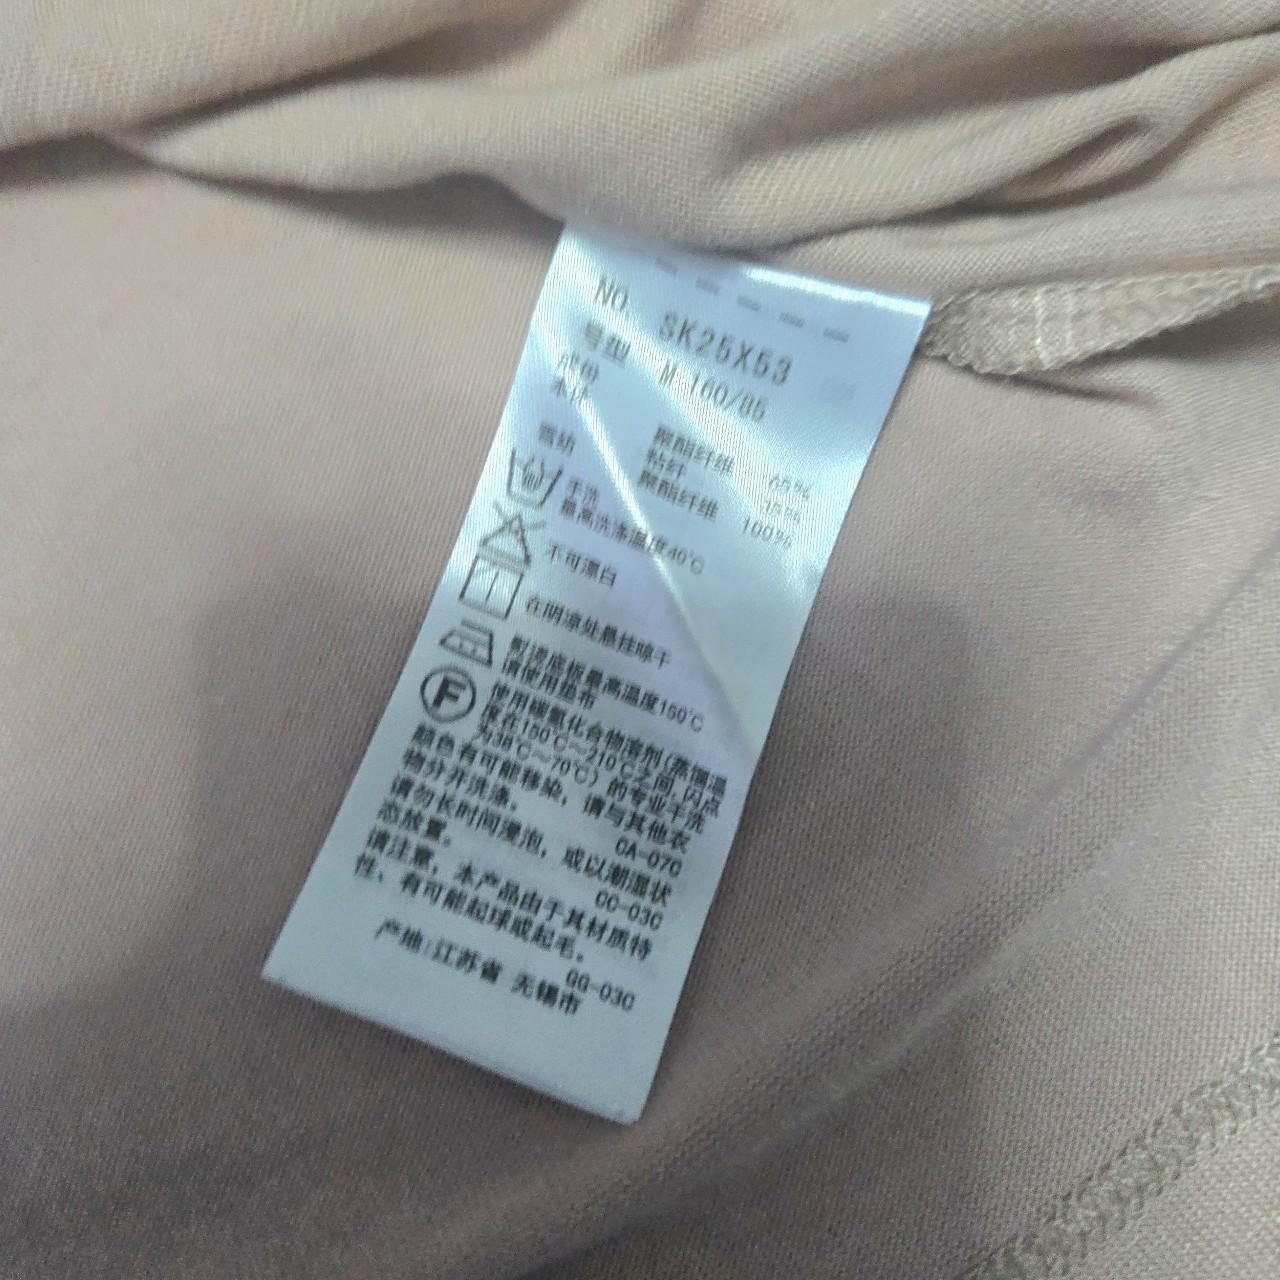 NO. SK25X53
号型 M 160/85
成份
本体 聚酯纤维 65%
粘纤 35%
雪纺 聚酯纤维 100%
手洗
最高洗涤温度40℃
不可漂白
在阴凉处悬挂晾干
熨烫底板最高温度150℃
请使用垫布
F
使用碳氢化合物溶剂(蒸馏温
度在150℃～210℃之间,闪点
为38℃～70℃)的专业干洗
颜色有可能移染，请与其他衣
物分开洗涤。
CA-07C
请勿长时间浸泡，或以潮湿状
态放置。
CC-03C
请注意，本产品由于其材质特
性、有可能起球或起毛。
GG-03C
产地:江苏省 无锡市